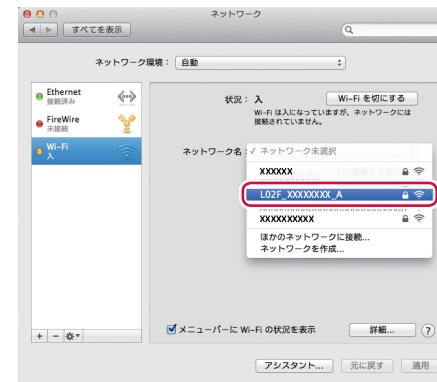 ネットワーク
すべてを表示
ネットワーク環境： 自動
Ethernet
接続済み
FireWire
未接続
Wi-Fi
入
状況： 入
Wi-Fi を切にする
Wi-Fi は入になっていますが、ネットワークには
接続されていません。
ネットワーク名： ✓ ネットワーク未選択
XXXXXX
L02F_XXXXXXXX_A
XXXXXXXXXX
ほかのネットワークに接続...
ネットワークを作成...
+ −
メニューバーに Wi-Fi の状況を表示
詳細...
?
アシスタント...
元に戻す
適用